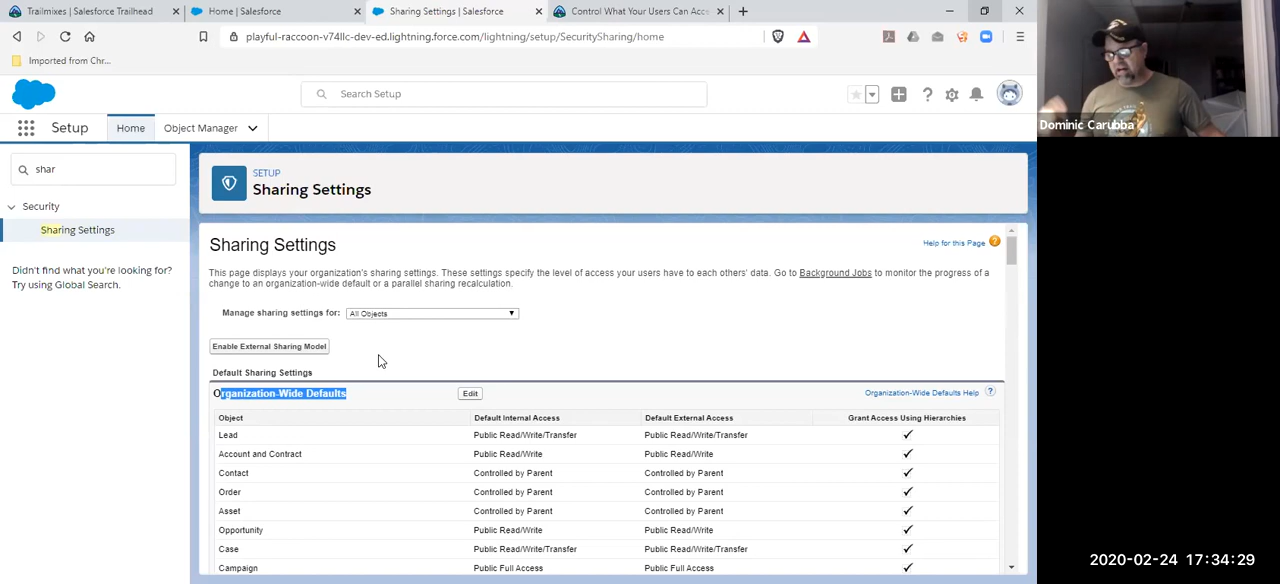 Trailmixes | Salesforce Trailhead
Home | Salesforce
Sharing Settings | Salesforce
Control What Your Users Can Acc
playful-raccoon-v74llc-dev-ed.lightning.force.com/lightning/setup/SecuritySharing/home
Imported from Chr...
Search Setup
Setup
Home
Object Manager
shar
Security
Sharing Settings
Didn't find what you're looking for?
Try using Global Search.
SETUP
Sharing Settings
Sharing Settings
Help for this Page
This page displays your organization's sharing settings. These settings specify the level of access your users have to each others' data. Go to Background Jobs to monitor the progress of a
change to an organization-wide default or a parallel sharing recalculation.
Manage sharing settings for: All Objects
Enable External Sharing Model
Default Sharing Settings
Organization-Wide Defaults Edit Organization-Wide Defaults Help ?
Object Default Internal Access Default External Access Grant Access Using Hierarchies
Lead Public Read/Write/Transfer Public Read/Write/Transfer ✓
Account and Contract Public Read/Write Public Read/Write ✓
Contact Controlled by Parent Controlled by Parent ✓
Order Controlled by Parent Controlled by Parent ✓
Asset Controlled by Parent Controlled by Parent ✓
Opportunity Public Read/Write Public Read/Write ✓
Case Public Read/Write/Transfer Public Read/Write/Transfer ✓
Campaign Public Full Access Public Full Access ✓
Dominic Carubba
2020-02-24 17:34:29